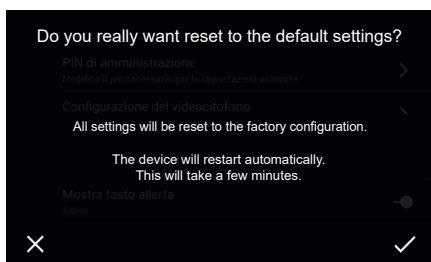 Do you really want reset to the default settings?
PIN di amministrazione
Modifica il pin necessario per le impostazioni avanzate
Configurazione del videocitofono
All settings will be reset to the factory configuration.
The device will restart automatically.
This will take a few minutes.
Mostra tasto allerta
Attivo